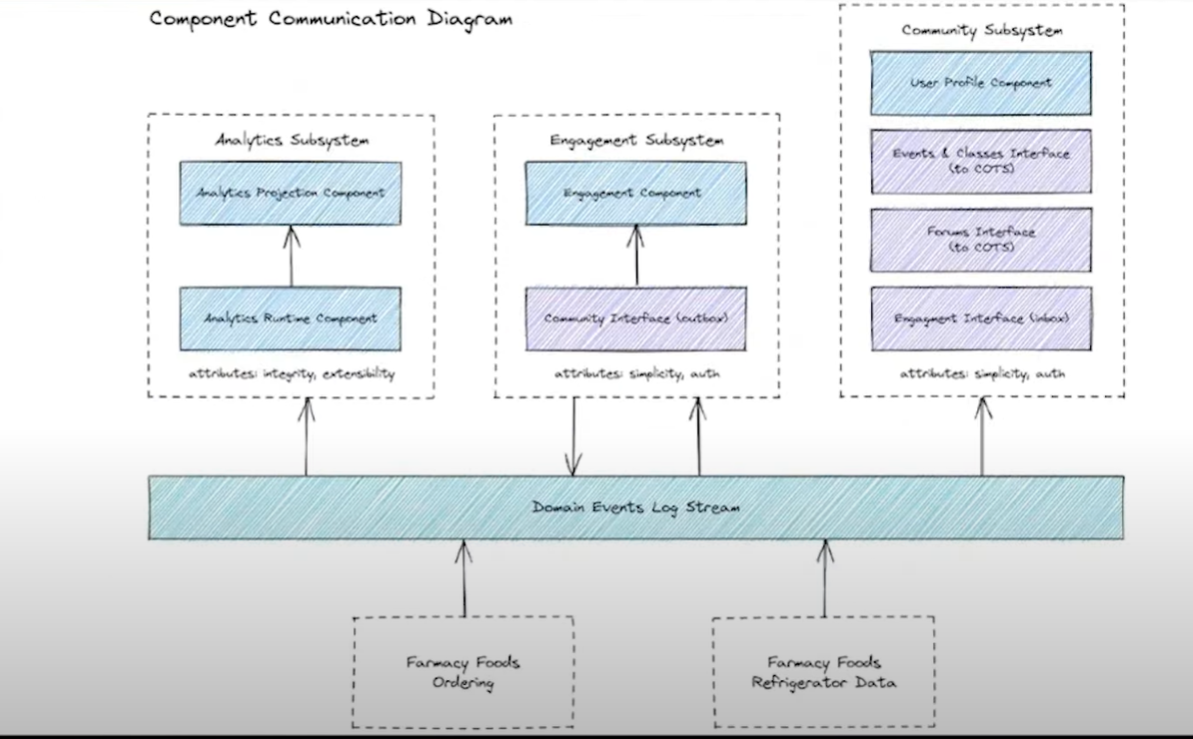 Component Communication Diagram
Community Subsystem
User Profile Component
Events & Classes Interface
(to COTS)
Forums Interface
(to COTS)
Engagment Interface (inbox)
attributes: simplicity, auth
Analytics Subsystem
Analytics Projection Component
Analytics Runtime Component
attributes: integrity, extensibility
Engagement Subsystem
Engagement Component
Community Interface (outbox)
attributes: simplicity, auth
Domain Events Log Stream
Farmacy Foods
Ordering
Farmacy Foods
Refrigerator Data